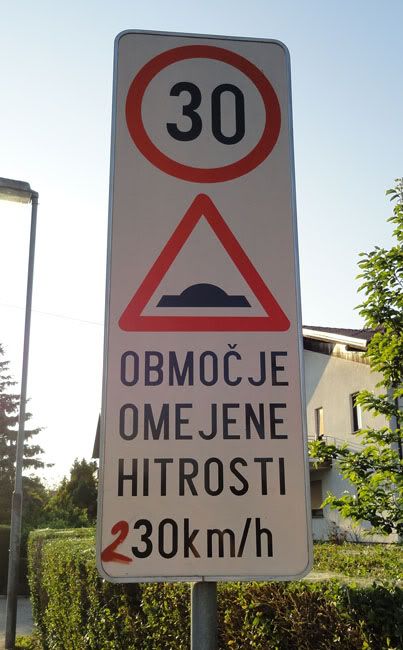 30
OBMOČJE
OMEJENE
HITROSTI
230km/h